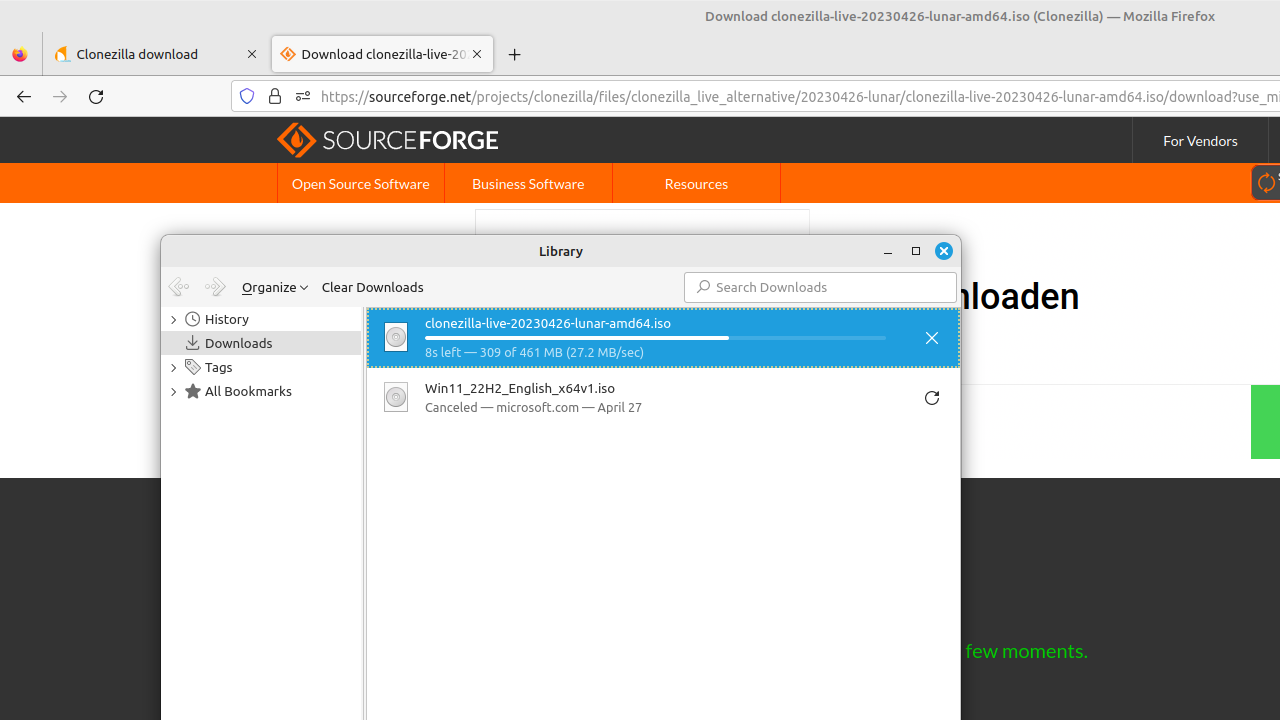 Download clonezilla-live-20230426-lunar-amd64.iso (Clonezilla) — Mozilla Firefox
Clonezilla download
Download clonezilla-live-20
https://sourceforge.net/projects/clonezilla/files/clonezilla_live_alternative/20230426-lunar/clonezilla-live-20230426-lunar-amd64.iso/download?use_mi
SOURCEFORGE
For Vendors
Open Source Software
Business Software
Resources
Library
nloaden
Organize
Clear Downloads
Search Downloads
History
Downloads
Tags
All Bookmarks
clonezilla-live-20230426-lunar-amd64.iso
8s left — 309 of 461 MB (27.2 MB/sec)
Win11_22H2_English_x64v1.iso
Canceled — microsoft.com — April 27
few moments.